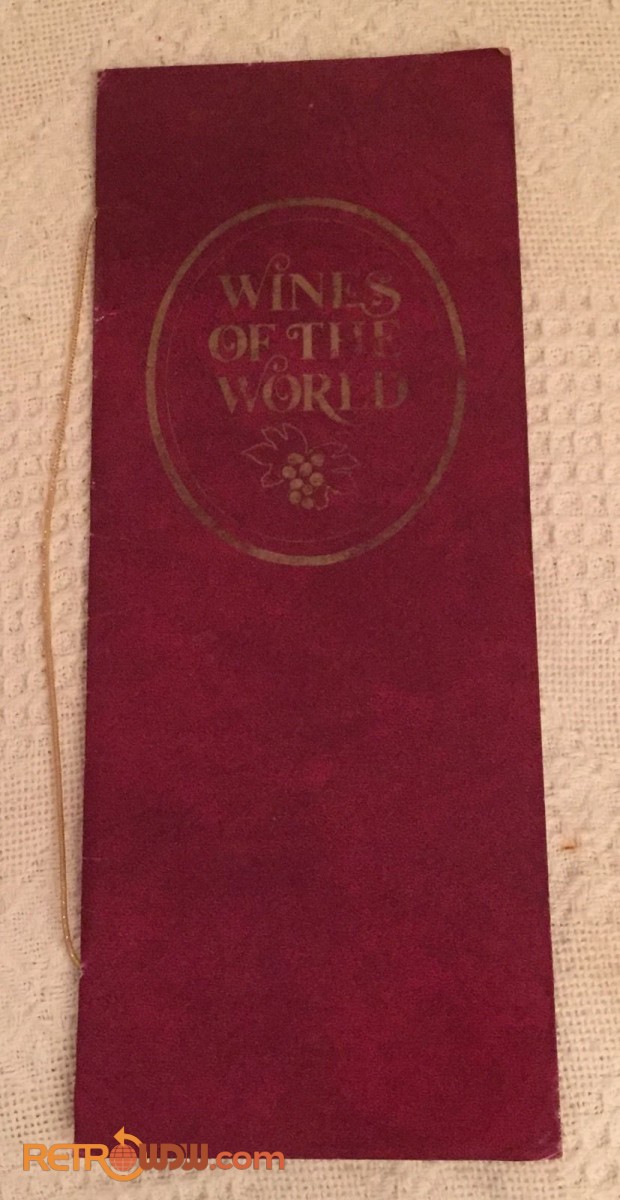 WINES
OF THE
WORLD
RETROWDW.com